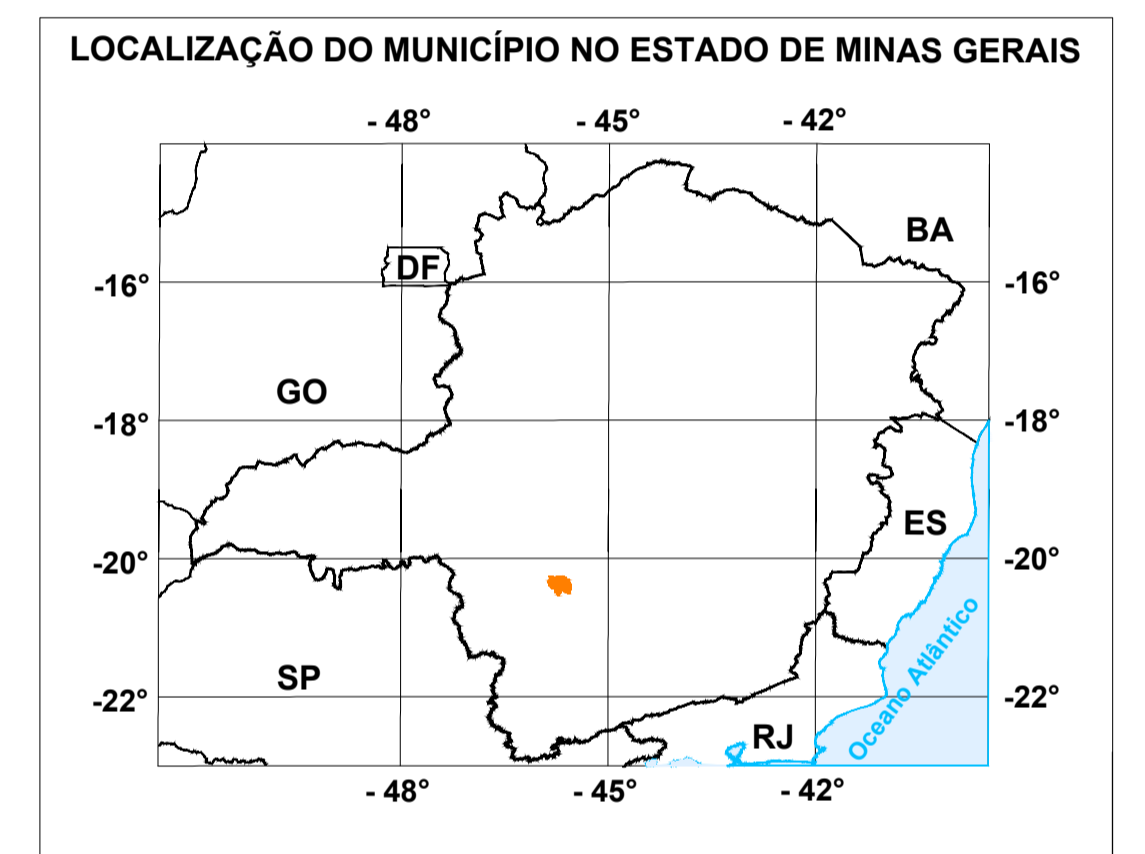 LOCALIZAÇÃO DO MUNICÍPIO NO ESTADO DE MINAS GERAIS
- 48° - 45° - 42°
BA
DF
-16° -16°
GO
-18° -18°
ES
-20° -20°
Oceano Atlântico
SP
-22° -22°
RJ
- 48° - 45° - 42°